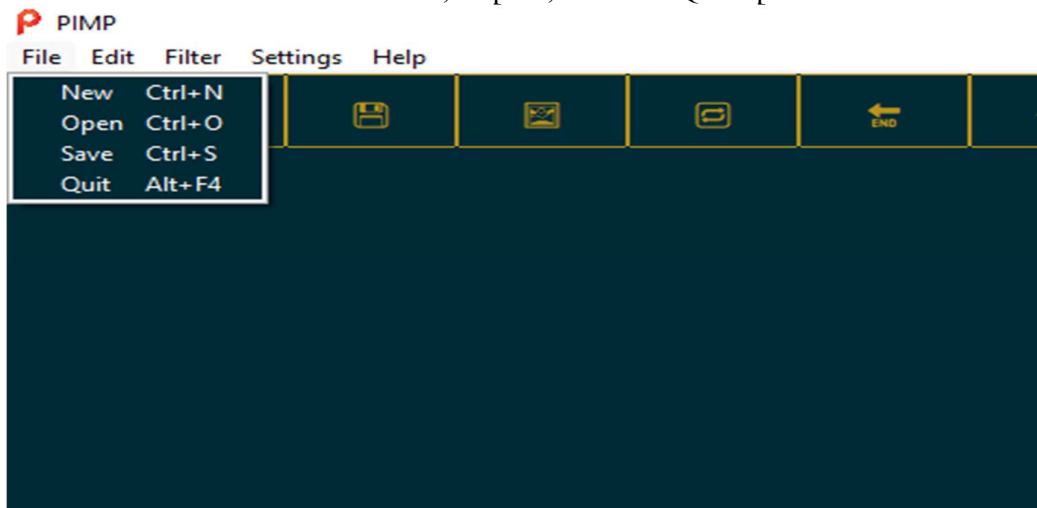 PIMP
File Edit Filter Settings Help
New Ctrl+N
Open Ctrl+O
Save Ctrl+S
Quit Alt+F4
END